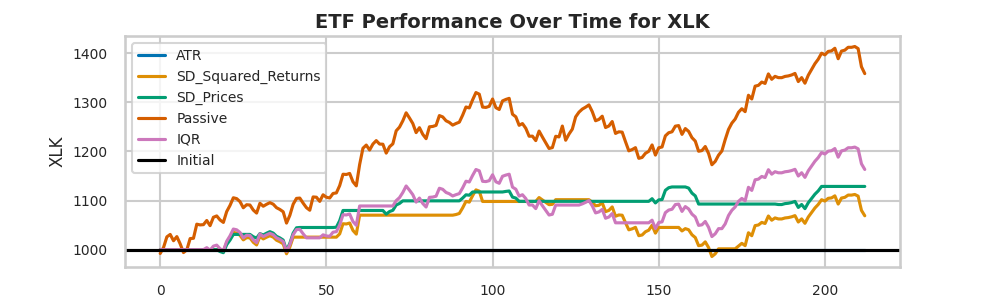 ETF Performance Over Time for XLK
XLK
1400
1300
1200
1100
1000
ATR
SD_Squared_Returns
SD_Prices
Passive
IQR
Initial
0
50
100
150
200